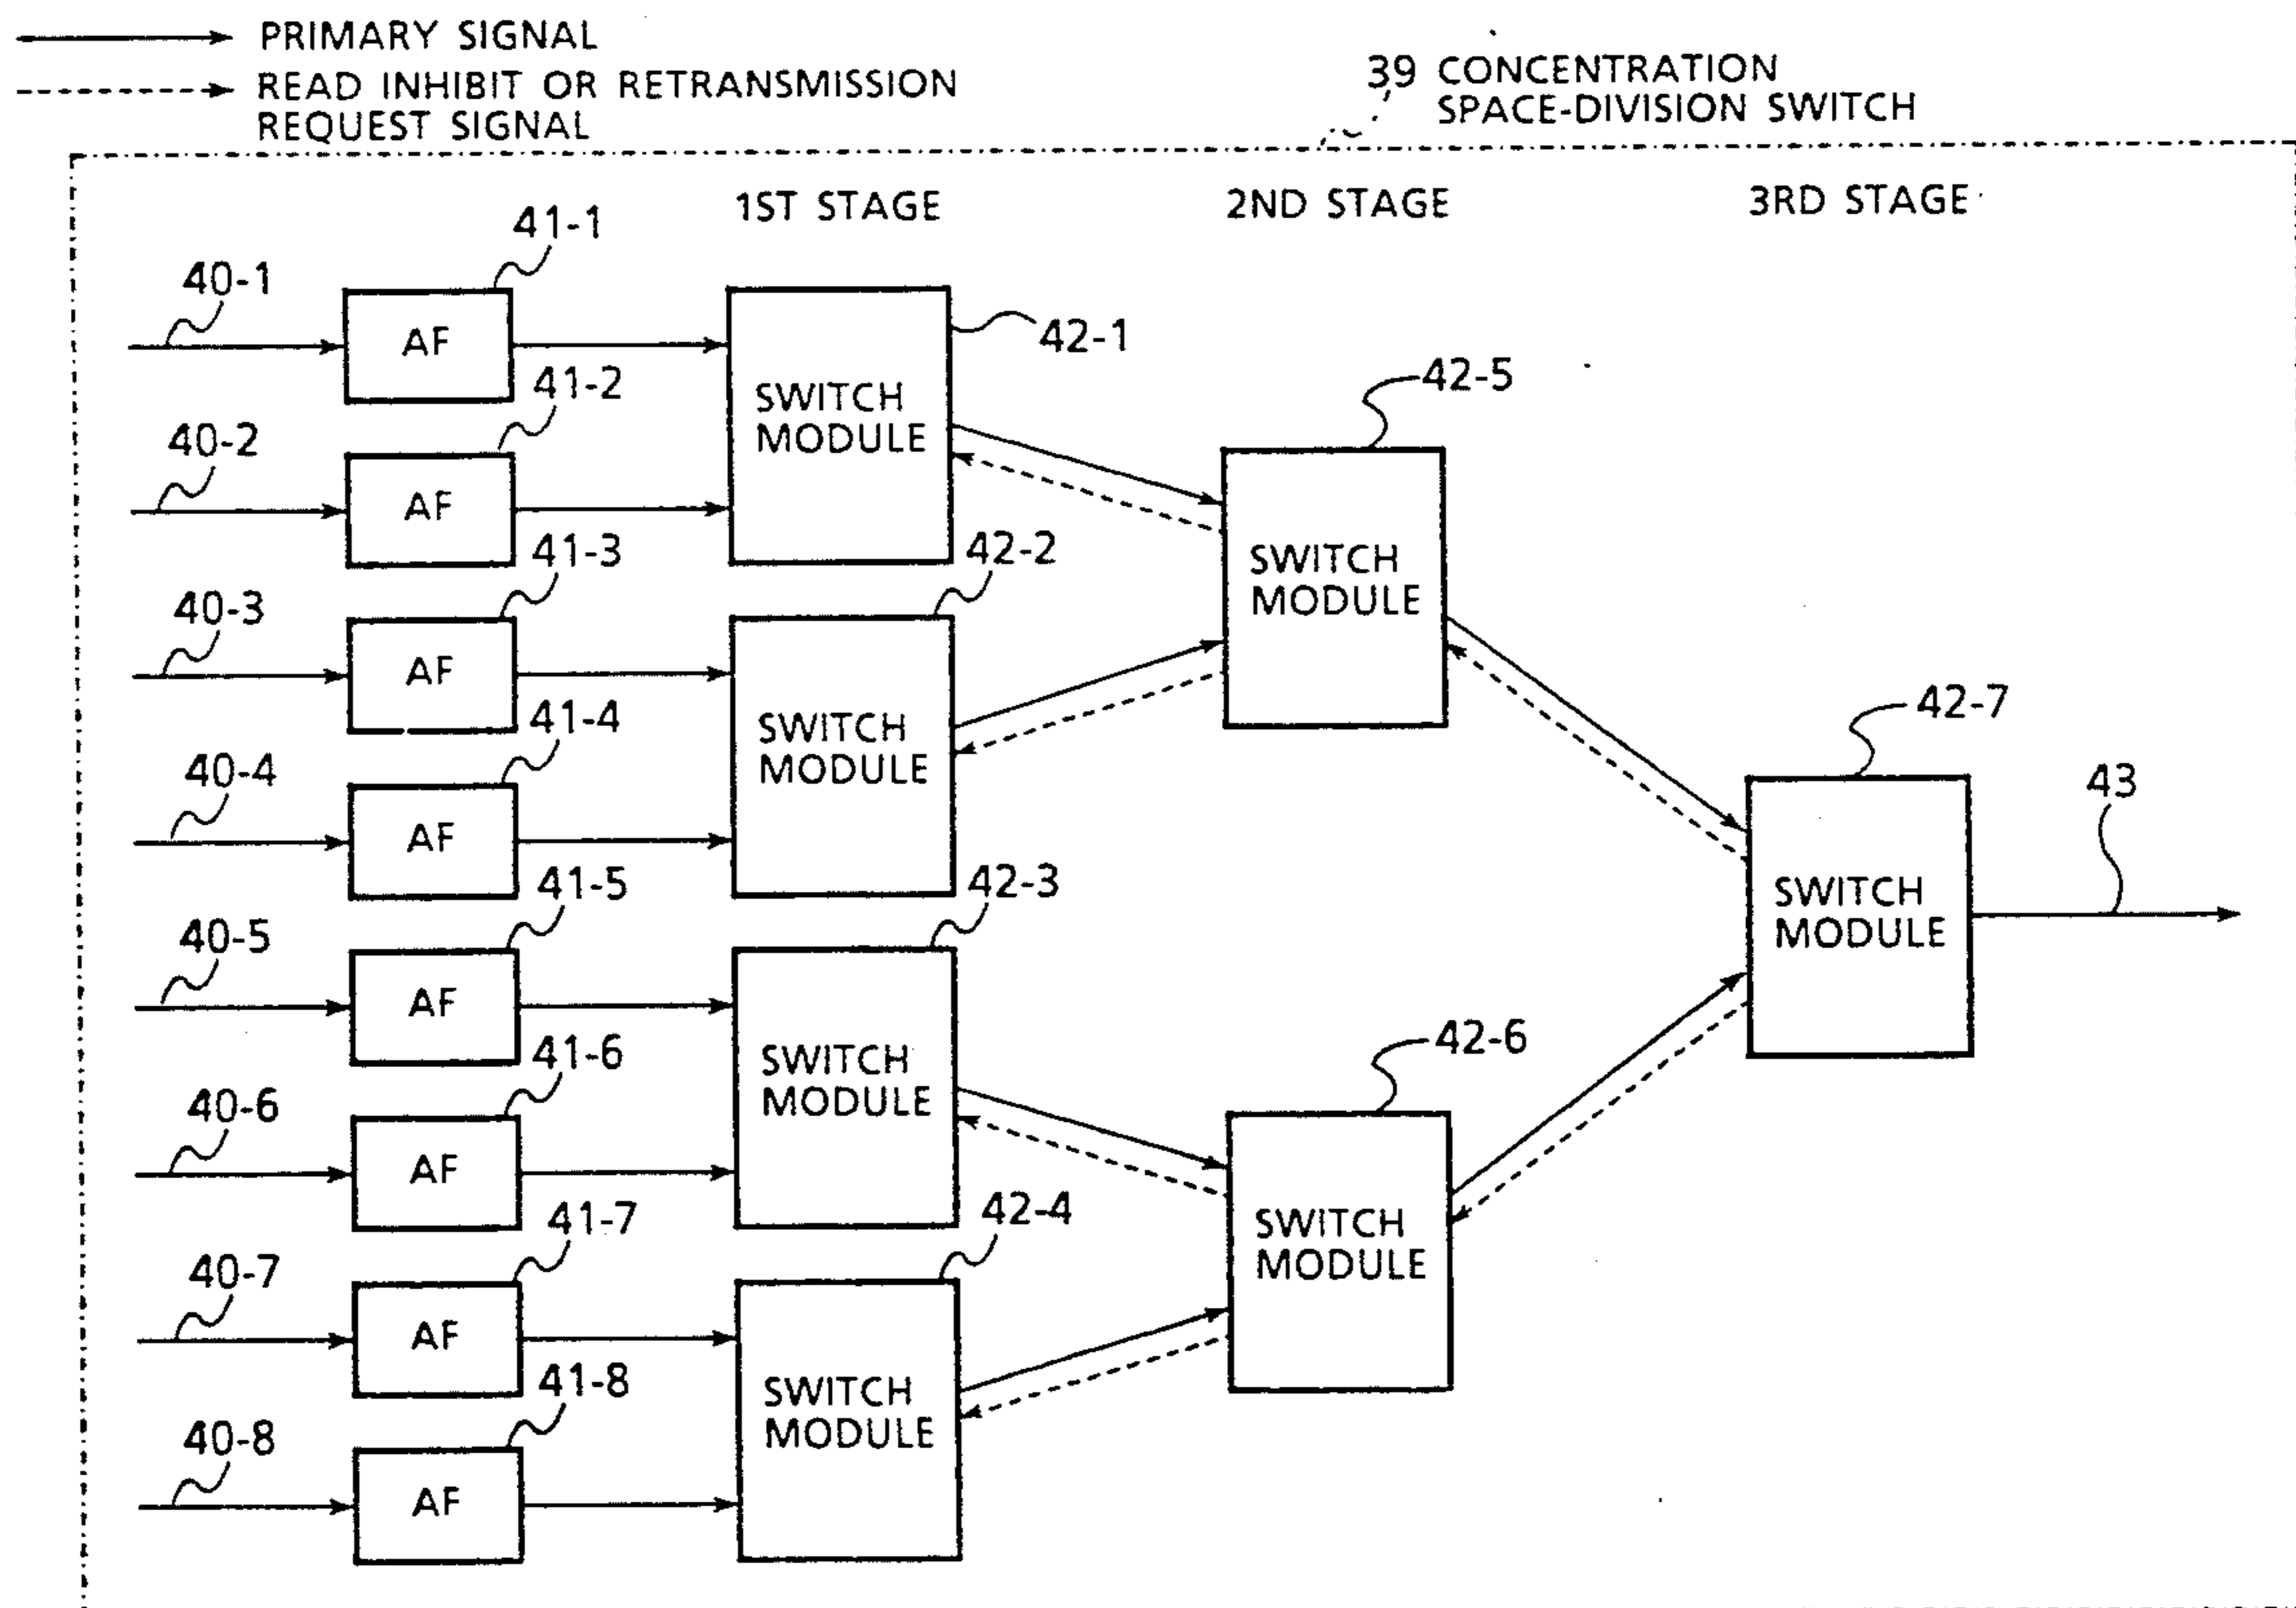 PRIMARY SIGNAL
READ INHIBIT OR RETRANSMISSION
REQUEST SIGNAL
39 CONCENTRATION
SPACE-DIVISION SWITCH
1ST STAGE
2ND STAGE
3RD STAGE
40-1
41-1
AF
40-2
41-2
AF
40-3
41-3
AF
40-4
41-4
AF
40-5
41-5
AF
40-6
41-6
AF
40-7
41-7
AF
40-8
41-8
AF
42-1
SWITCH
MODULE
42-2
SWITCH
MODULE
42-3
SWITCH
MODULE
42-4
SWITCH
MODULE
42-5
SWITCH
MODULE
42-6
SWITCH
MODULE
42-7
SWITCH
MODULE
43